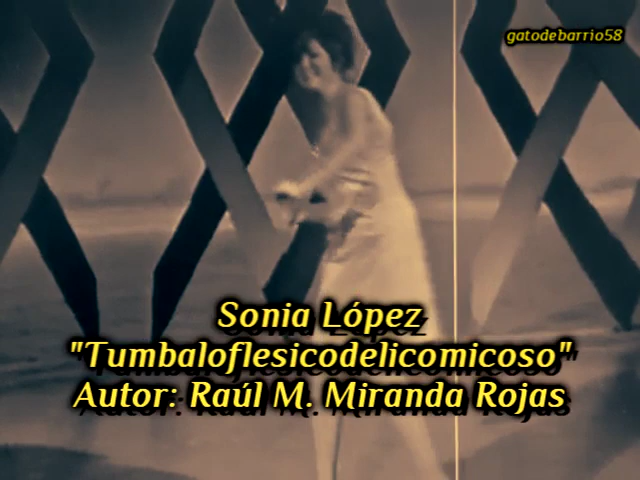 gatodebarrio58
Sonia López
"Tumbaloflesicodelicomicoso"
Autor: Raúl M. Miranda Rojas